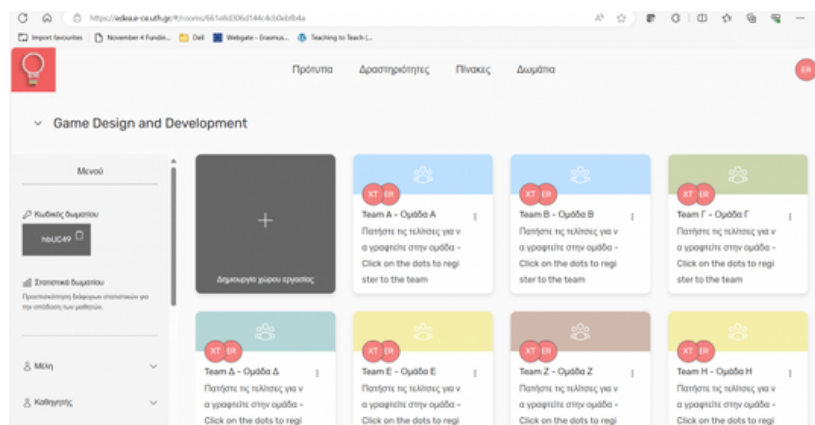 https://edea.e-ce.uth.gr/#/rooms/661e8d306d144c4cb0ebfb4a
Import favourites
November 4 Fundin...
Dell
Webgate - Erasmus...
Teaching to Teach (...
Πρότυπα
Δραστηριότητες
Πίνακες
Δωμάτια
ER
Game Design and Development
Μενού
Κωδικός δωματίου
hbUC49
Στατιστικά δωματίου
Προεπισκόπηση διάφορων στατιστικών για
την απόδοση των μαθητών.
Μέλη
Καθηγητής
Δημιουργία χώρου εργασίας
XT ER
Team A - Ομάδα Α
Πατήστε τις τελίτσες για ν
α γραφτείτε στην ομάδα -
Click on the dots to regi
ster to the team
XT ER
Team B - Ομάδα Β
Πατήστε τις τελίτσες για ν
α γραφτείτε στην ομάδα -
Click on the dots to regi
ster to the team
XT ER
Team Γ - Ομάδα Γ
Πατήστε τις τελίτσες για ν
α γραφτείτε στην ομάδα -
Click on the dots to regi
ster to the team
XT ER
Team Δ - Ομάδα Δ
Πατήστε τις τελίτσες για ν
α γραφτείτε στην ομάδα -
Click on the dots to regi
XT ER
Team E - Ομάδα Ε
Πατήστε τις τελίτσες για ν
α γραφτείτε στην ομάδα -
Click on the dots to regi
XT ER
Team Z - Ομάδα Ζ
Πατήστε τις τελίτσες για ν
α γραφτείτε στην ομάδα -
Click on the dots to regi
XT ER
Team H - Ομάδα Η
Πατήστε τις τελίτσες για ν
α γραφτείτε στην ομάδα -
Click on the dots to regi